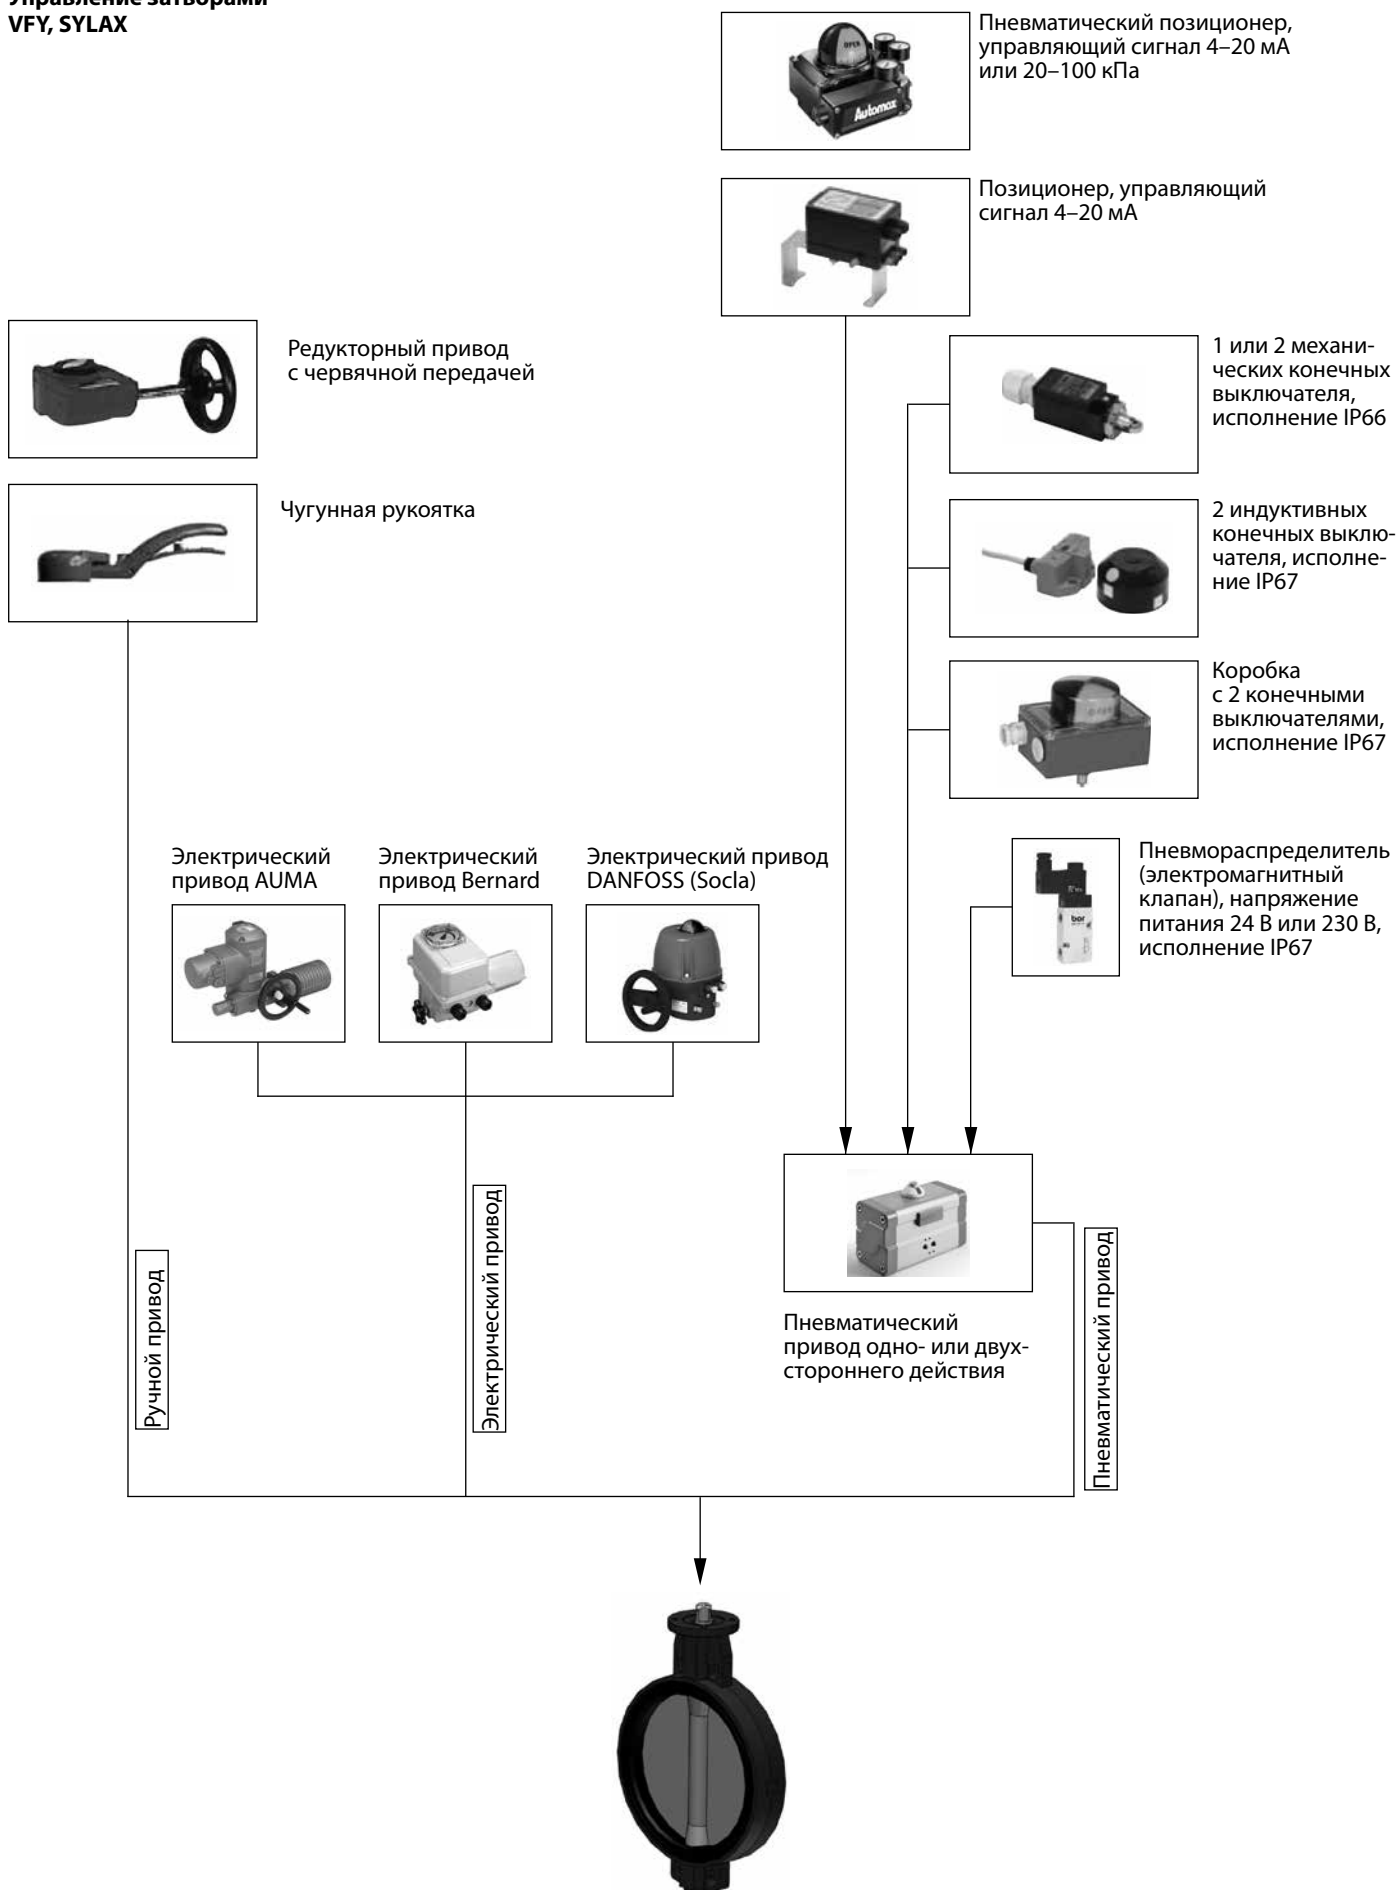 Управление затворами
VFY, SYLAX
Пневматический позиционер,
управляющий сигнал 4–20 мА
или 20–100 кПа
OPEN
Automax
Позиционер, управляющий
сигнал 4–20 мА
Редукторный привод
с червячной передачей
1 или 2 механи-
ческих конечных
выключателя,
исполнение IP66
Чугунная рукоятка
2 индуктивных
конечных выклю-
чателя, исполне-
ние IP67
Коробка
с 2 конечными
выключателями,
исполнение IP67
Электрический
привод AUMA
Электрический
привод Bernard
Электрический привод
DANFOSS (Socla)
Пневмораспределитель
(электромагнитный
клапан), напряжение
питания 24 В или 230 В,
исполнение IP67
bar
Ручной привод
Электрический привод
Пневматический привод
Пневматический
привод одно- или двух-
стороннего действия